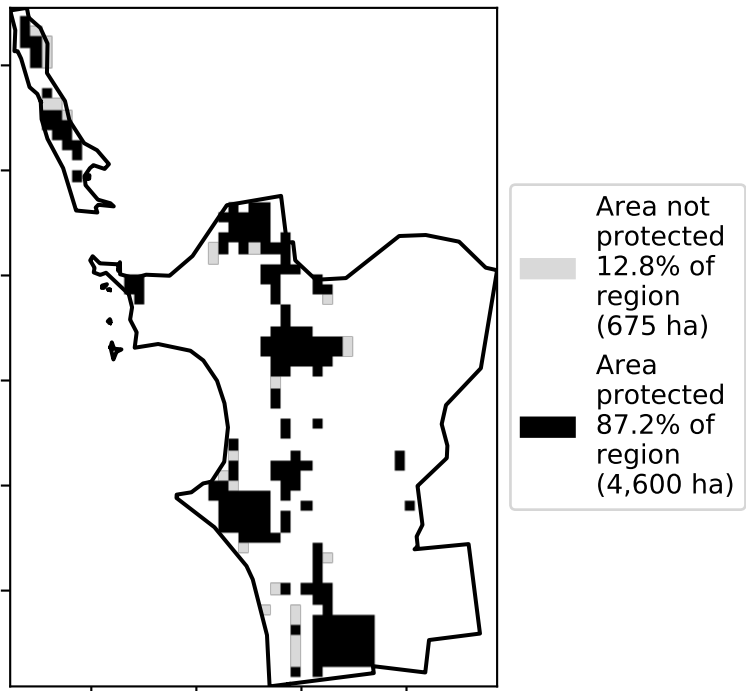 Area not
protected
12.8% of
region
(675 ha)
Area
protected
87.2% of
region
(4,600 ha)